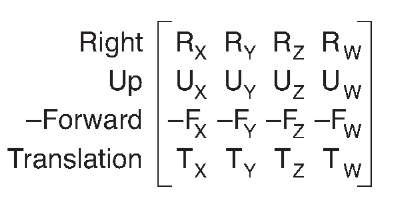 Right R_X R_Y R_Z R_W
Up U_X U_Y U_Z U_W
–Forward –F_X –F_Y –F_Z –F_W
Translation T_X T_Y T_Z T_W